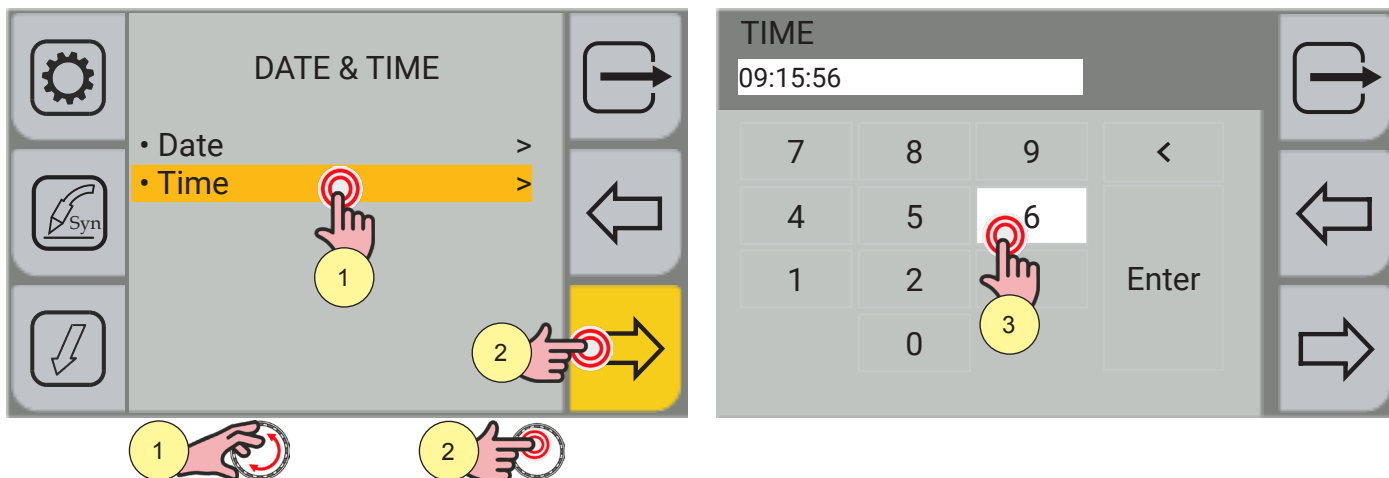 DATE & TIME
• Date >
• Time >
Syn
1
2
1
2
TIME
09:15:56
7 8 9 <
4 5 6
1 2 Enter
0
3